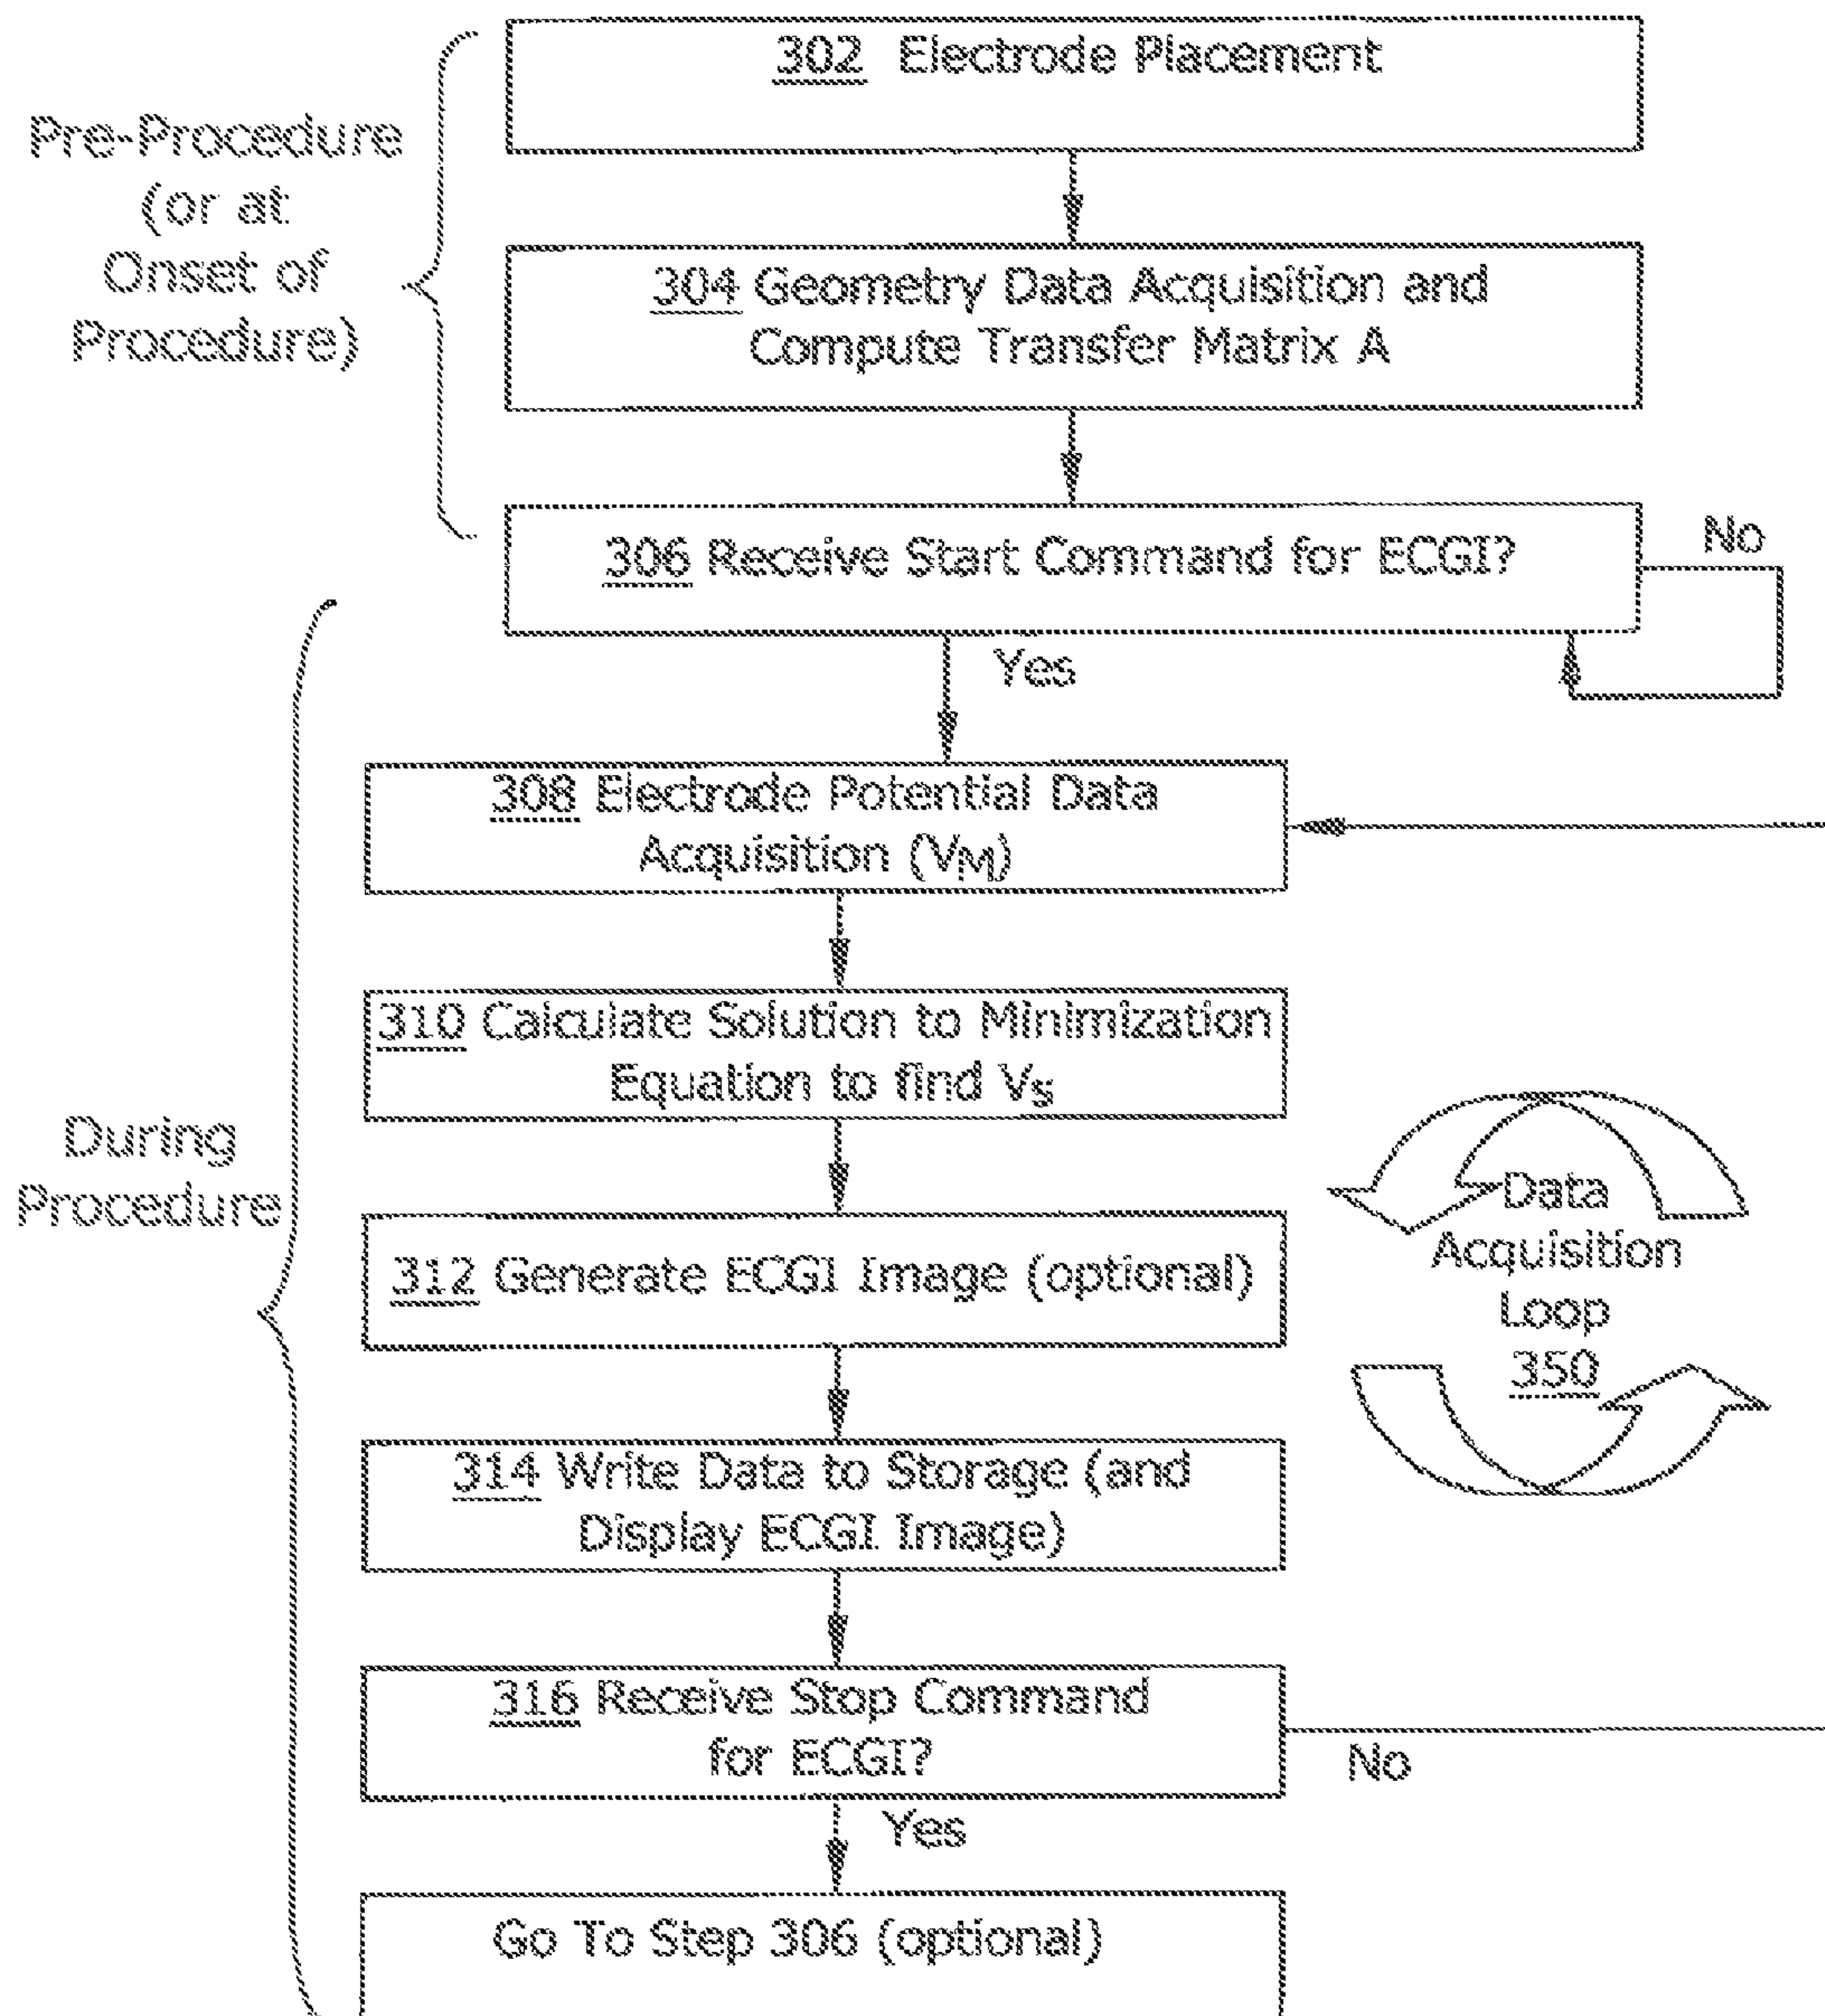 302 Electrode Placement
Pre-Procedure
(or at
Onset of
Procedure)
304 Geometry Data Acquisition and
Compute Transfer Matrix A
306 Receive Start Command for ECGI?
No
Yes
308 Electrode Potential Data
Acquisition (VM)
310 Calculate Solution to Minimization
Equation to find VS
During
Procedure
312 Generate ECGI Image (optional)
Data
Acquisition
Loop
350
314 Write Data to Storage (and
Display ECGI Image)
316 Receive Stop Command
for ECGI?
No
Yes
Go To Step 306 (optional)